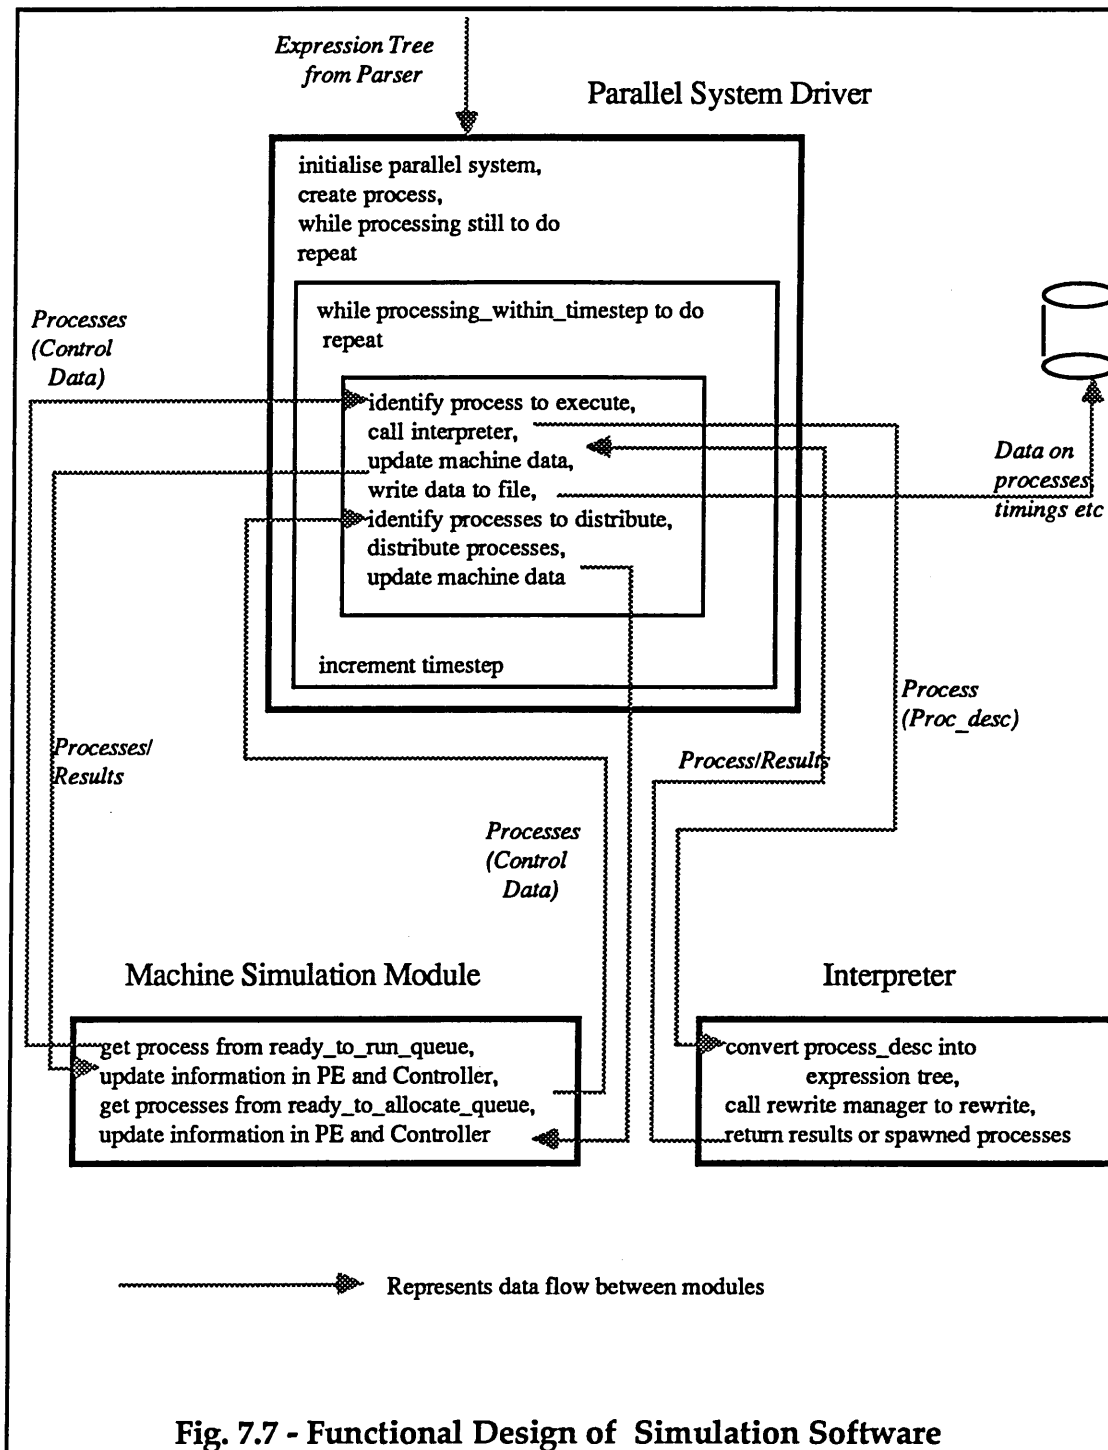 Expression Tree
from Parser
Parallel System Driver
initialise parallel system,
create process,
while processing still to do
repeat
while processing_within_timestep to do
repeat
Processes
(Control
Data)
identify process to execute,
call interpreter,
update machine data,
write data to file,
identify processes to distribute,
distribute processes,
update machine data
Data on
processes
timings etc
increment timestep
Process
(Proc_desc)
Processes/
Results
Process/Results
Processes
(Control
Data)
Machine Simulation Module
get process from ready_to_run_queue,
update information in PE and Controller,
get processes from ready_to_allocate_queue,
update information in PE and Controller
Interpreter
convert process_desc into
expression tree,
call rewrite manager to rewrite,
return results or spawned processes
Represents data flow between modules
Fig. 7.7 - Functional Design of Simulation Software